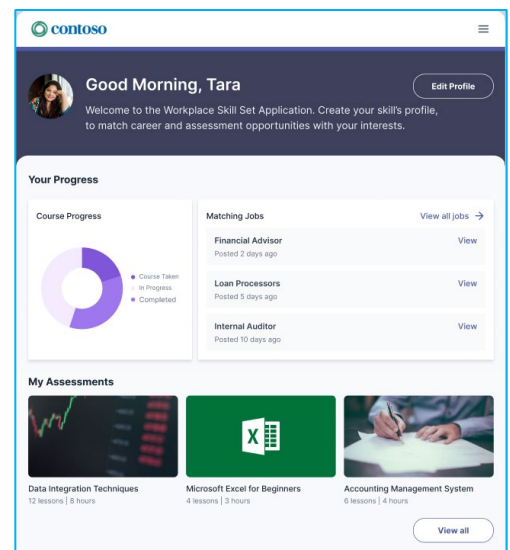 contoso
Good Morning, Tara
Edit Profile
Welcome to the Workplace Skill Set Application. Create your skill's profile,
to match career and assessment opportunities with your interests.
Your Progress
Course Progress
Course Taken
In Progress
Completed
Matching Jobs
View all jobs →
Financial Advisor
View
Posted 2 days ago
Loan Processors
View
Posted 5 days ago
Internal Auditor
View
Posted 10 days ago
My Assessments
X
Data Integration Techniques
12 lessons | 8 hours
Microsoft Excel for Beginners
4 lessons | 3 hours
Accounting Management System
6 lessons | 4 hours
View all